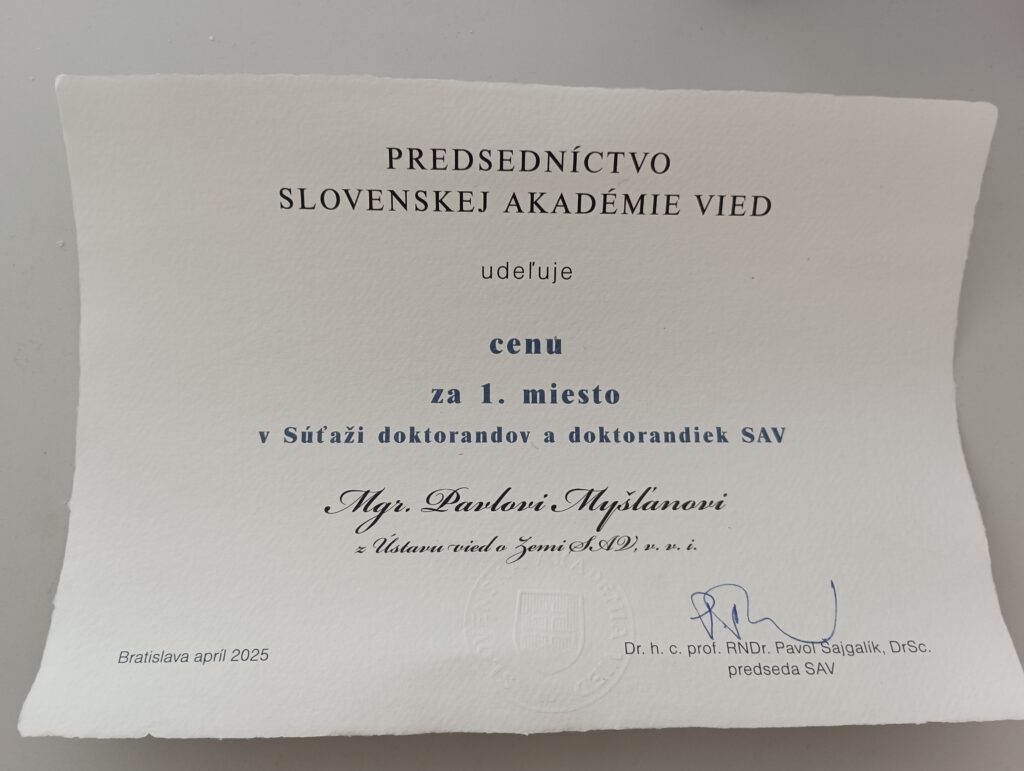 PREDSEDNÍCTVO
SLOVENSKEJ AKADÉMIE VIED
udeľuje
cenu
za 1. miesto
v Súťaži doktorandov a doktorandiek SAV
Mgr. Pavlovi Myšľanovi
z Ústavu vied o Zemi SAV, v. v. i.
Bratislava apríl 2025
Dr. h. c. prof. RNDr. Pavol Šajgalík, DrSc.
predseda SAV